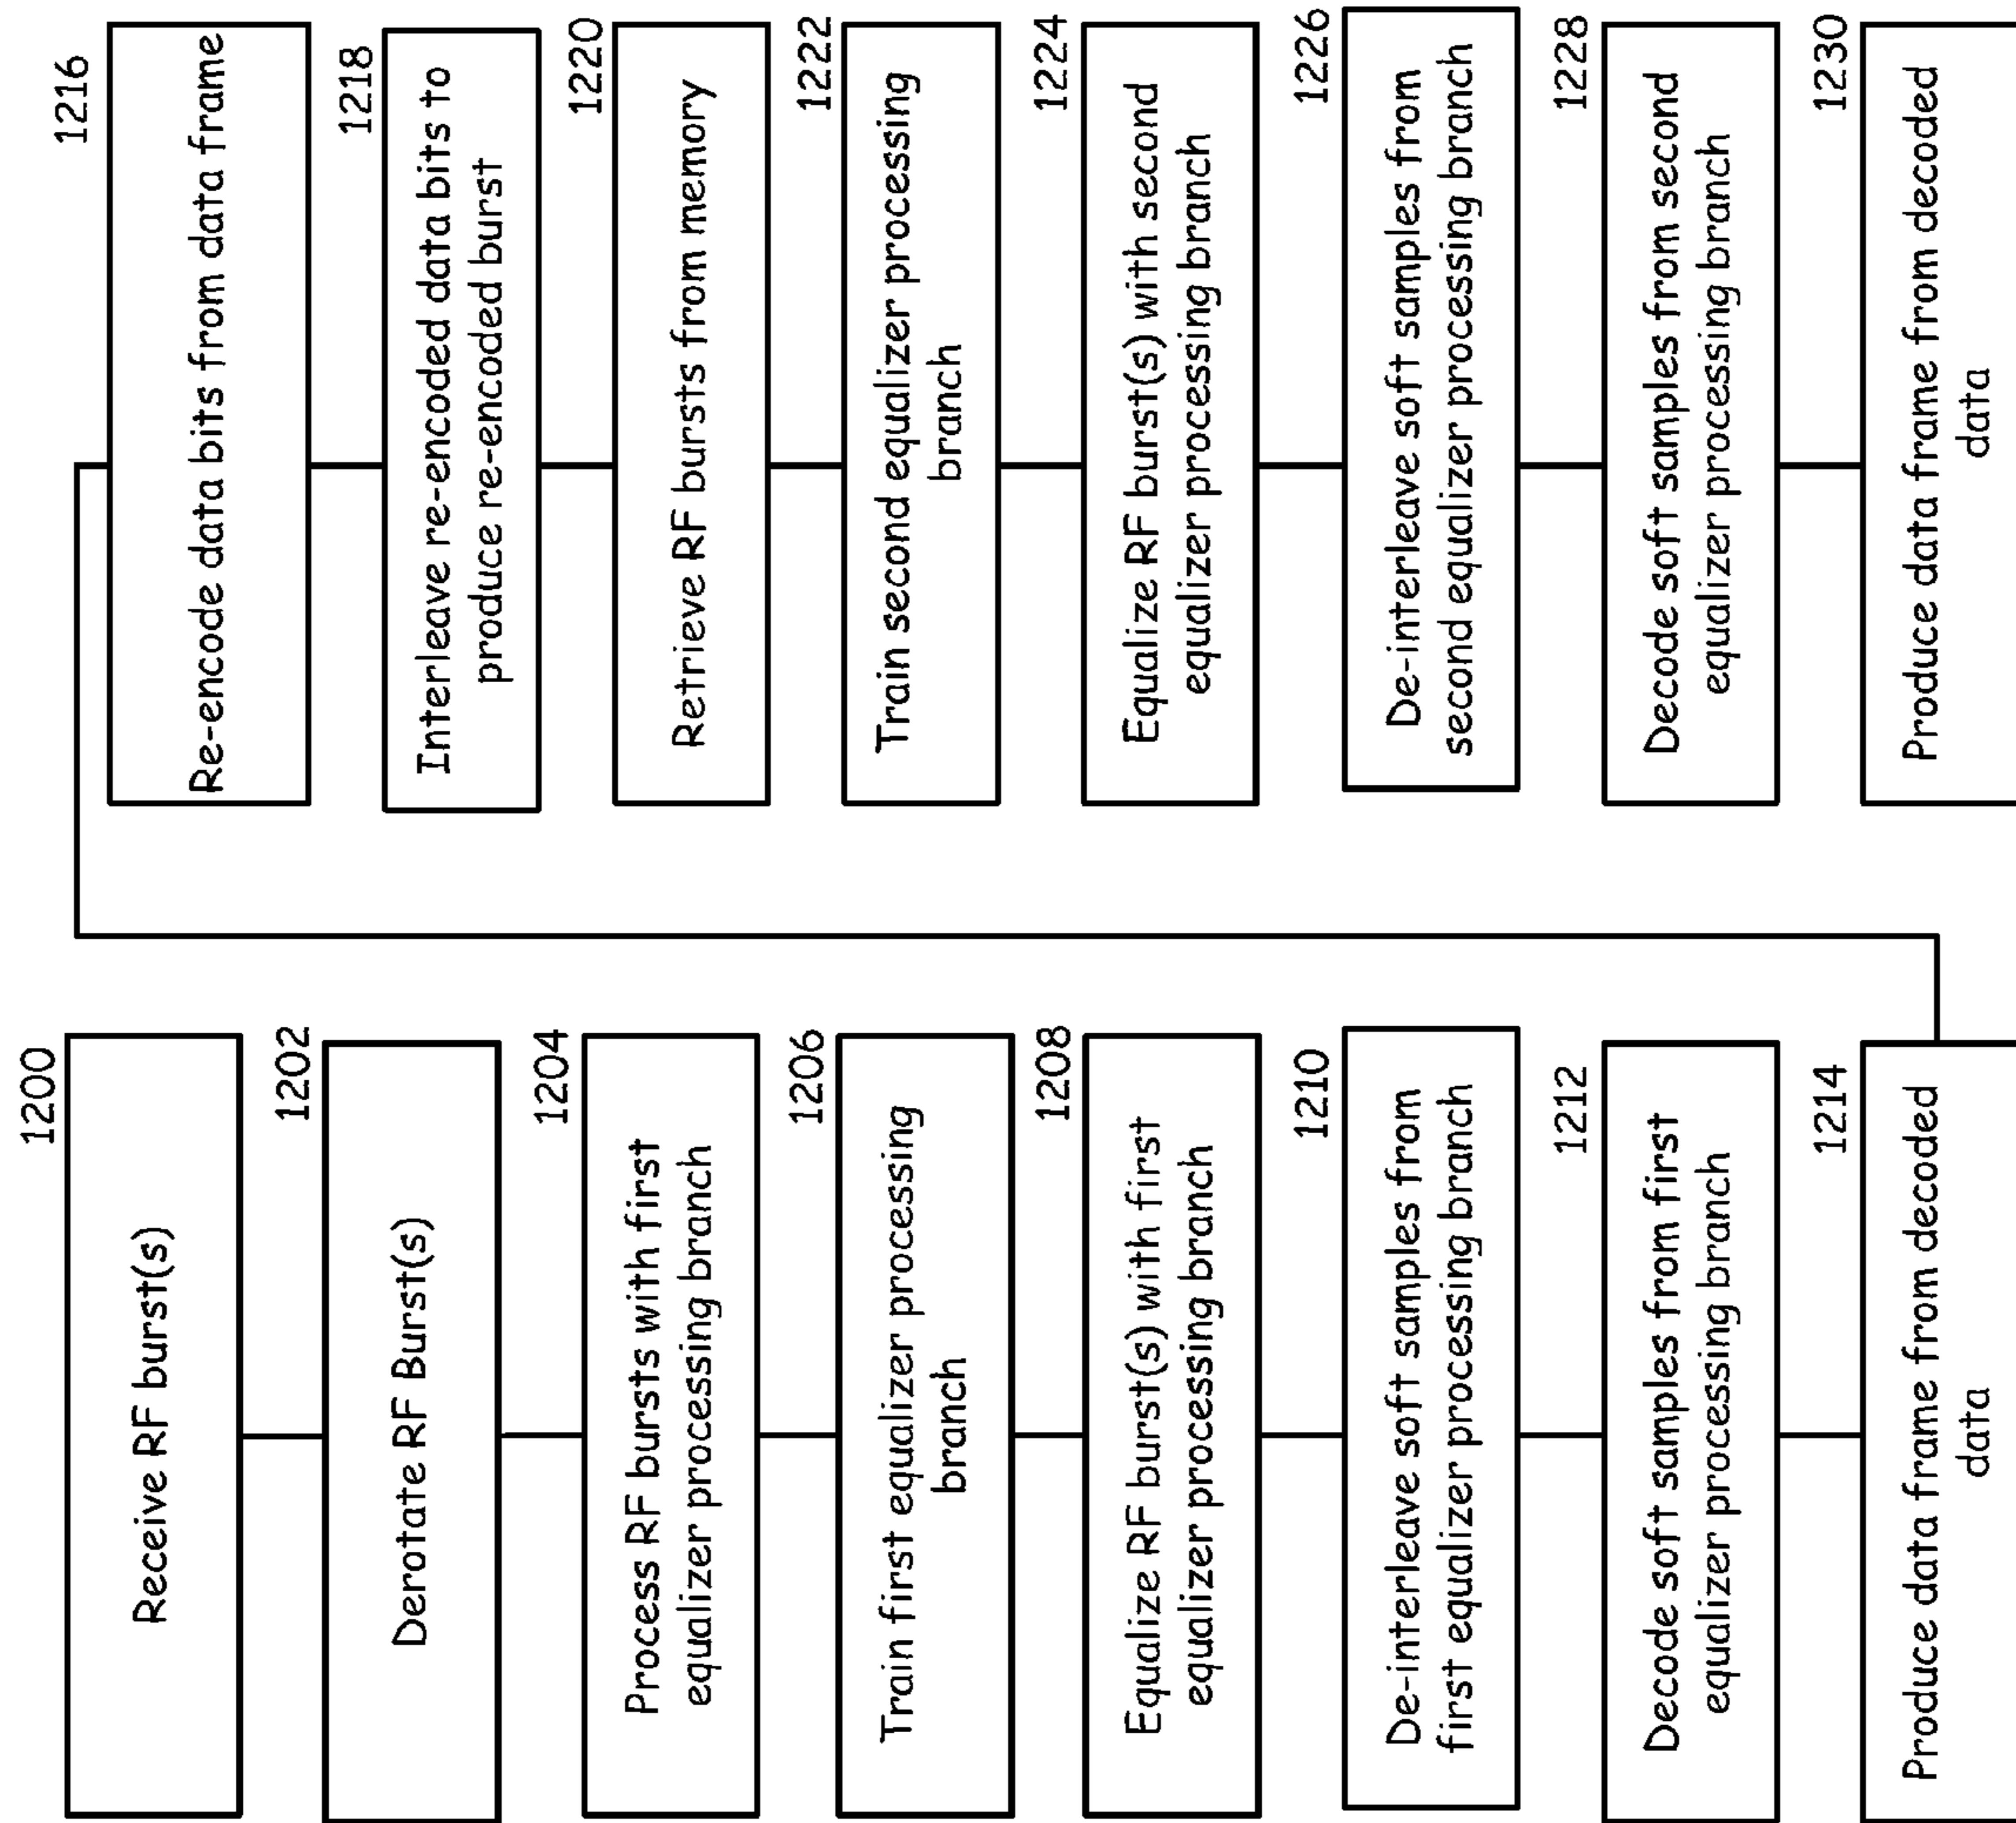 1200
Receive RF burst(s)
1202
Derotate RF Burst(s)
1204
Process RF bursts with first
equalizer processing branch
1206
Train first equalizer processing
branch
1208
Equalize RF burst(s) with first
equalizer processing branch
1210
De-interleave soft samples from
first equalizer processing branch
1212
Decode soft samples from first
equalizer processing branch
1214
Produce data frame from decoded
data
1216
Re-encode data bits from data frame
1218
Interleave re-encoded data bits to
produce re-encoded burst
1220
Retrieve RF bursts from memory
1222
Train second equalizer processing
branch
1224
Equalize RF burst(s) with second
equalizer processing branch
1226
De-interleave soft samples from
second equalizer processing branch
1228
Decode soft samples from second
equalizer processing branch
1230
Produce data frame from decoded
data